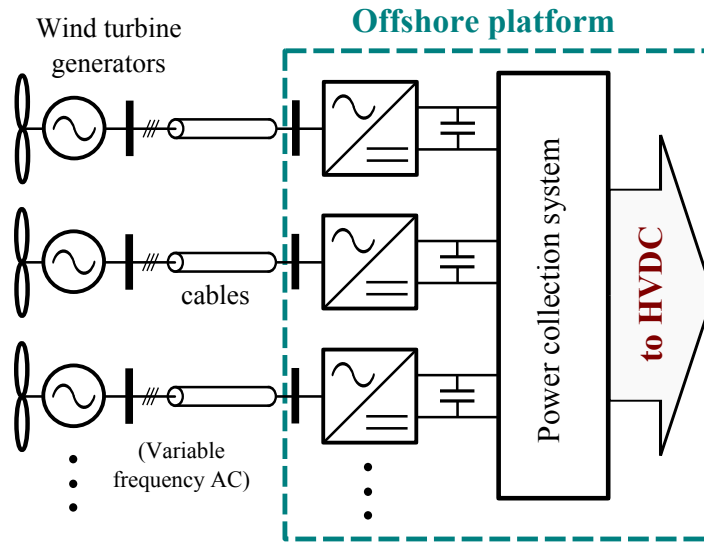 Offshore platform
Wind turbine
generators
cables
(Variable
frequency AC)
Power collection system
to HVDC